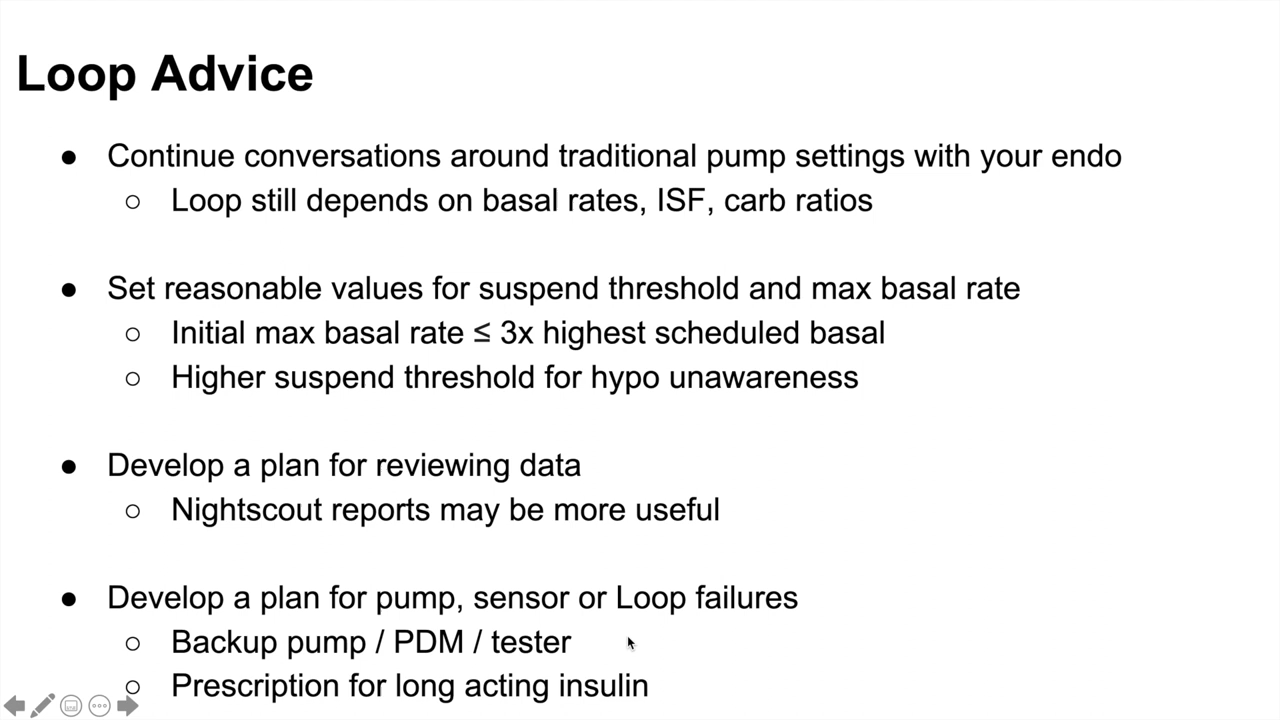 Loop Advice
● Continue conversations around traditional pump settings with your endo
○ Loop still depends on basal rates, ISF, carb ratios
● Set reasonable values for suspend threshold and max basal rate
○ Initial max basal rate ≤ 3x highest scheduled basal
○ Higher suspend threshold for hypo unawareness
● Develop a plan for reviewing data
○ Nightscout reports may be more useful
● Develop a plan for pump, sensor or Loop failures
○ Backup pump / PDM / tester
○ Prescription for long acting insulin